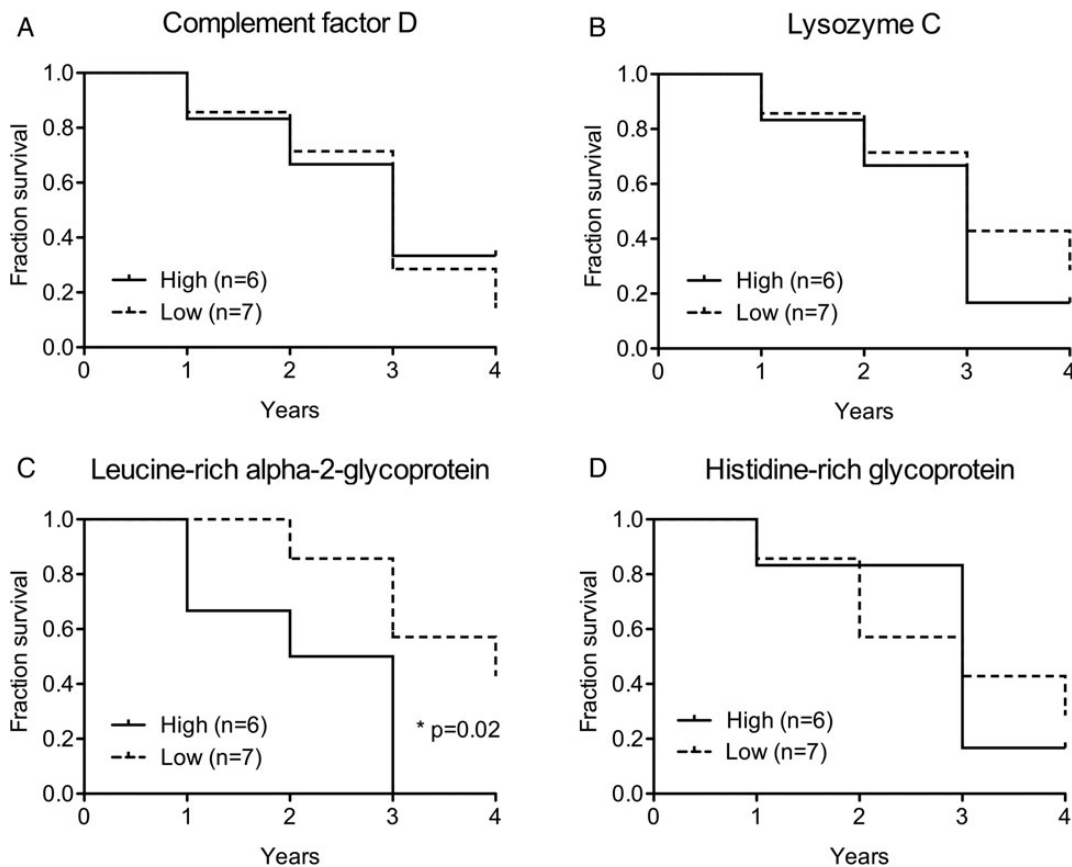 A Complement factor D
1.0
0.8
0.6
0.4
0.2
0.0
Fraction survival
High (n=6)
Low (n=7)
0 1 2 3 4
Years
B Lysozyme C
1.0
0.8
0.6
0.4
0.2
0.0
Fraction survival
High (n=6)
Low (n=7)
0 1 2 3 4
Years
C Leucine-rich alpha-2-glycoprotein
1.0
0.8
0.6
0.4
0.2
0.0
Fraction survival
High (n=6)
Low (n=7)
* p=0.02
0 1 2 3 4
Years
D Histidine-rich glycoprotein
1.0
0.8
0.6
0.4
0.2
0.0
Fraction survival
High (n=6)
Low (n=7)
0 1 2 3 4
Years